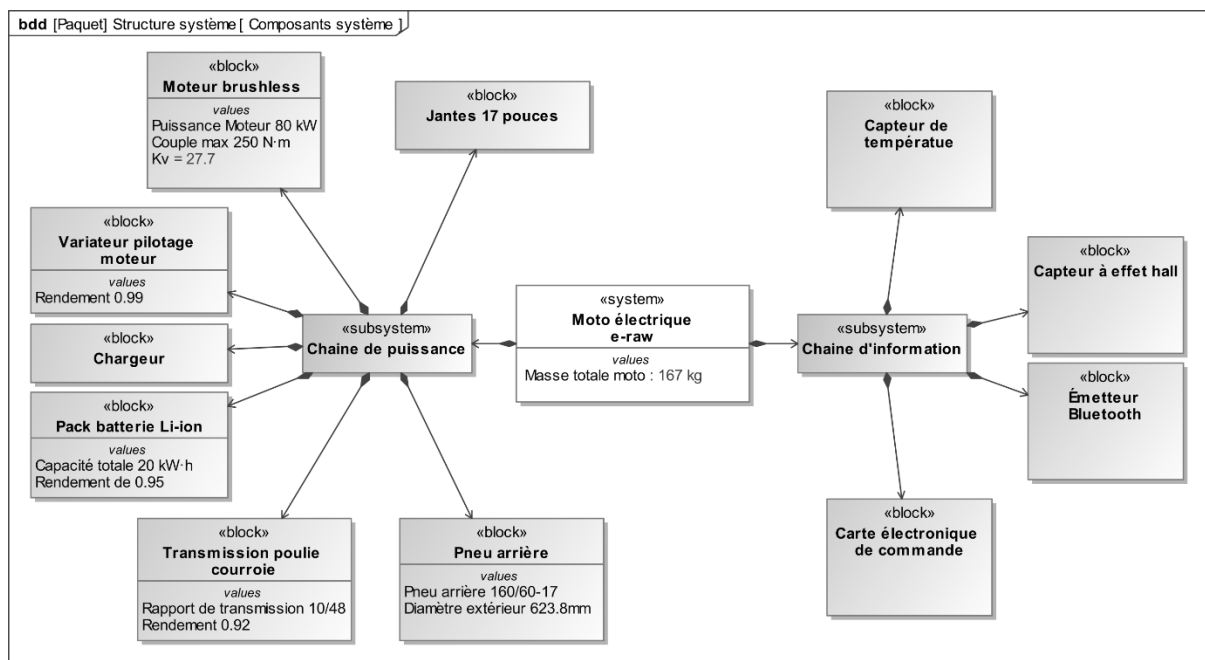 bdd [Paquet] Structure système [ Composants système ]
«block»
Moteur brushless
values
Puissance Moteur 80 kW
Couple max 250 N·m
Kv = 27.7
«block»
Jantes 17 pouces
«block»
Capteur de
températue
«block»
Variateur pilotage
moteur
values
Rendement 0.99
«block»
Capteur à effet hall
«subsystem»
Chaine de puissance
«system»
Moto électrique
e-raw
values
Masse totale moto : 167 kg
«subsystem»
Chaine d'information
«block»
Chargeur
«block»
Émetteur
Bluetooth
«block»
Pack batterie Li-ion
values
Capacité totale 20 kW·h
Rendement de 0.95
«block»
Transmission poulie
courroie
values
Rapport de transmission 10/48
Rendement 0.92
«block»
Pneu arrière
values
Pneu arrière 160/60-17
Diamètre extérieur 623.8mm
«block»
Carte électronique
de commande